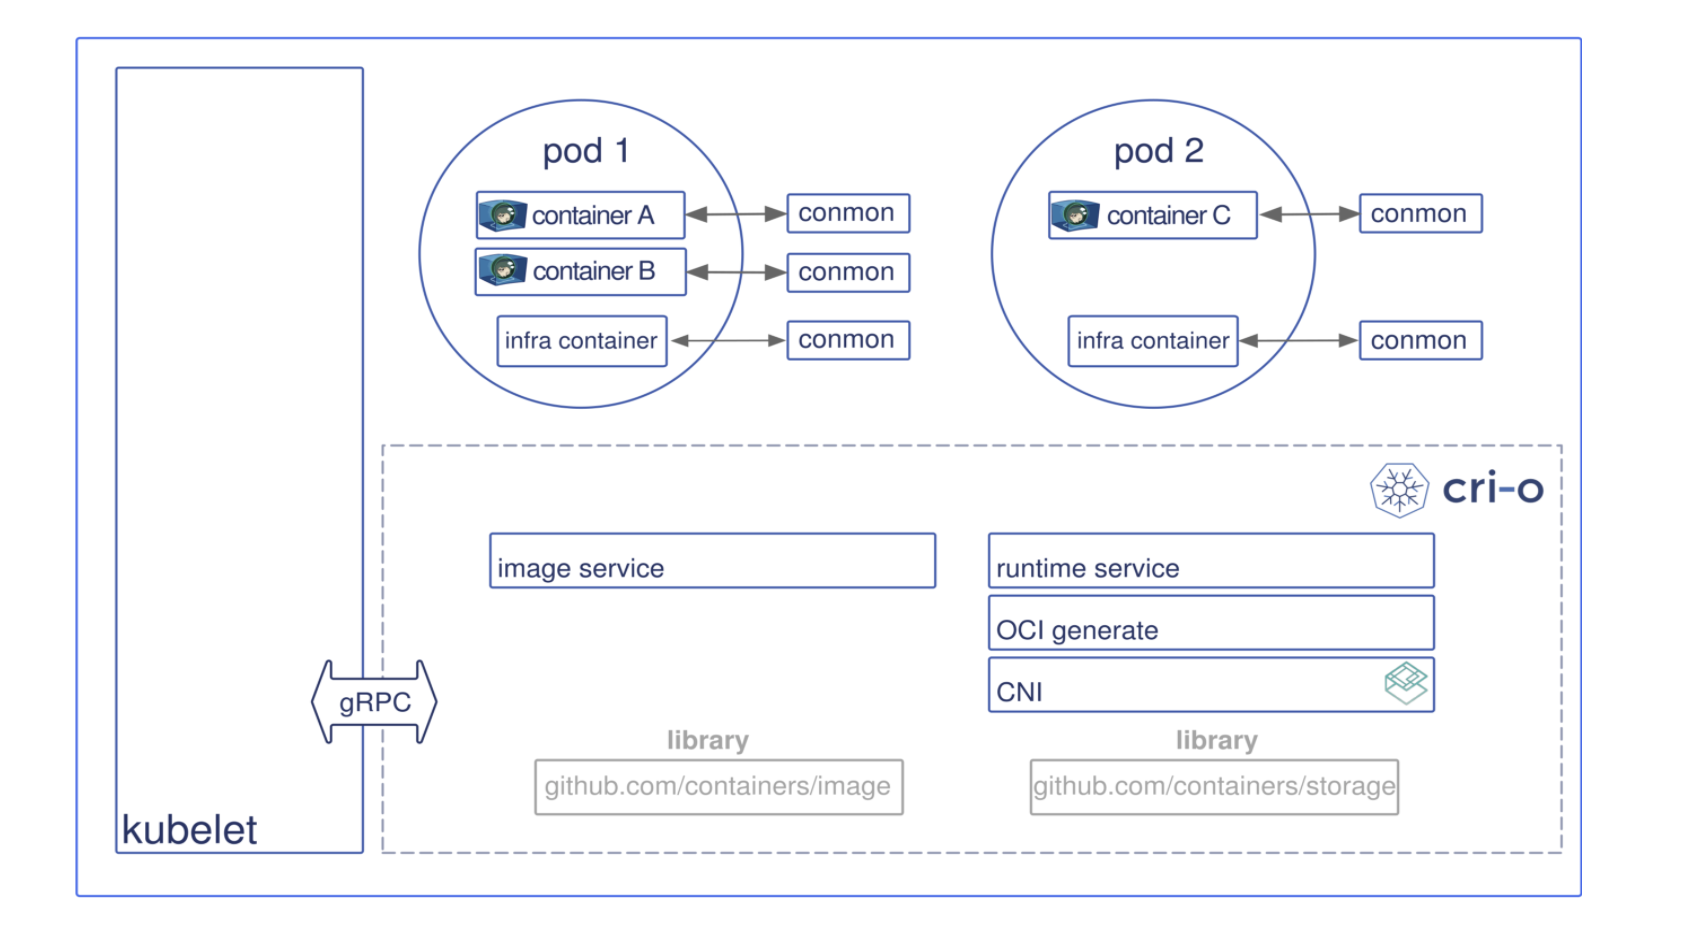 pod 1
container A
conmon
container B
conmon
infra container
conmon
pod 2
container C
conmon
infra container
conmon
cri-o
image service
runtime service
OCI generate
CNI
gRPC
library
github.com/containers/image
library
github.com/containers/storage
kubelet